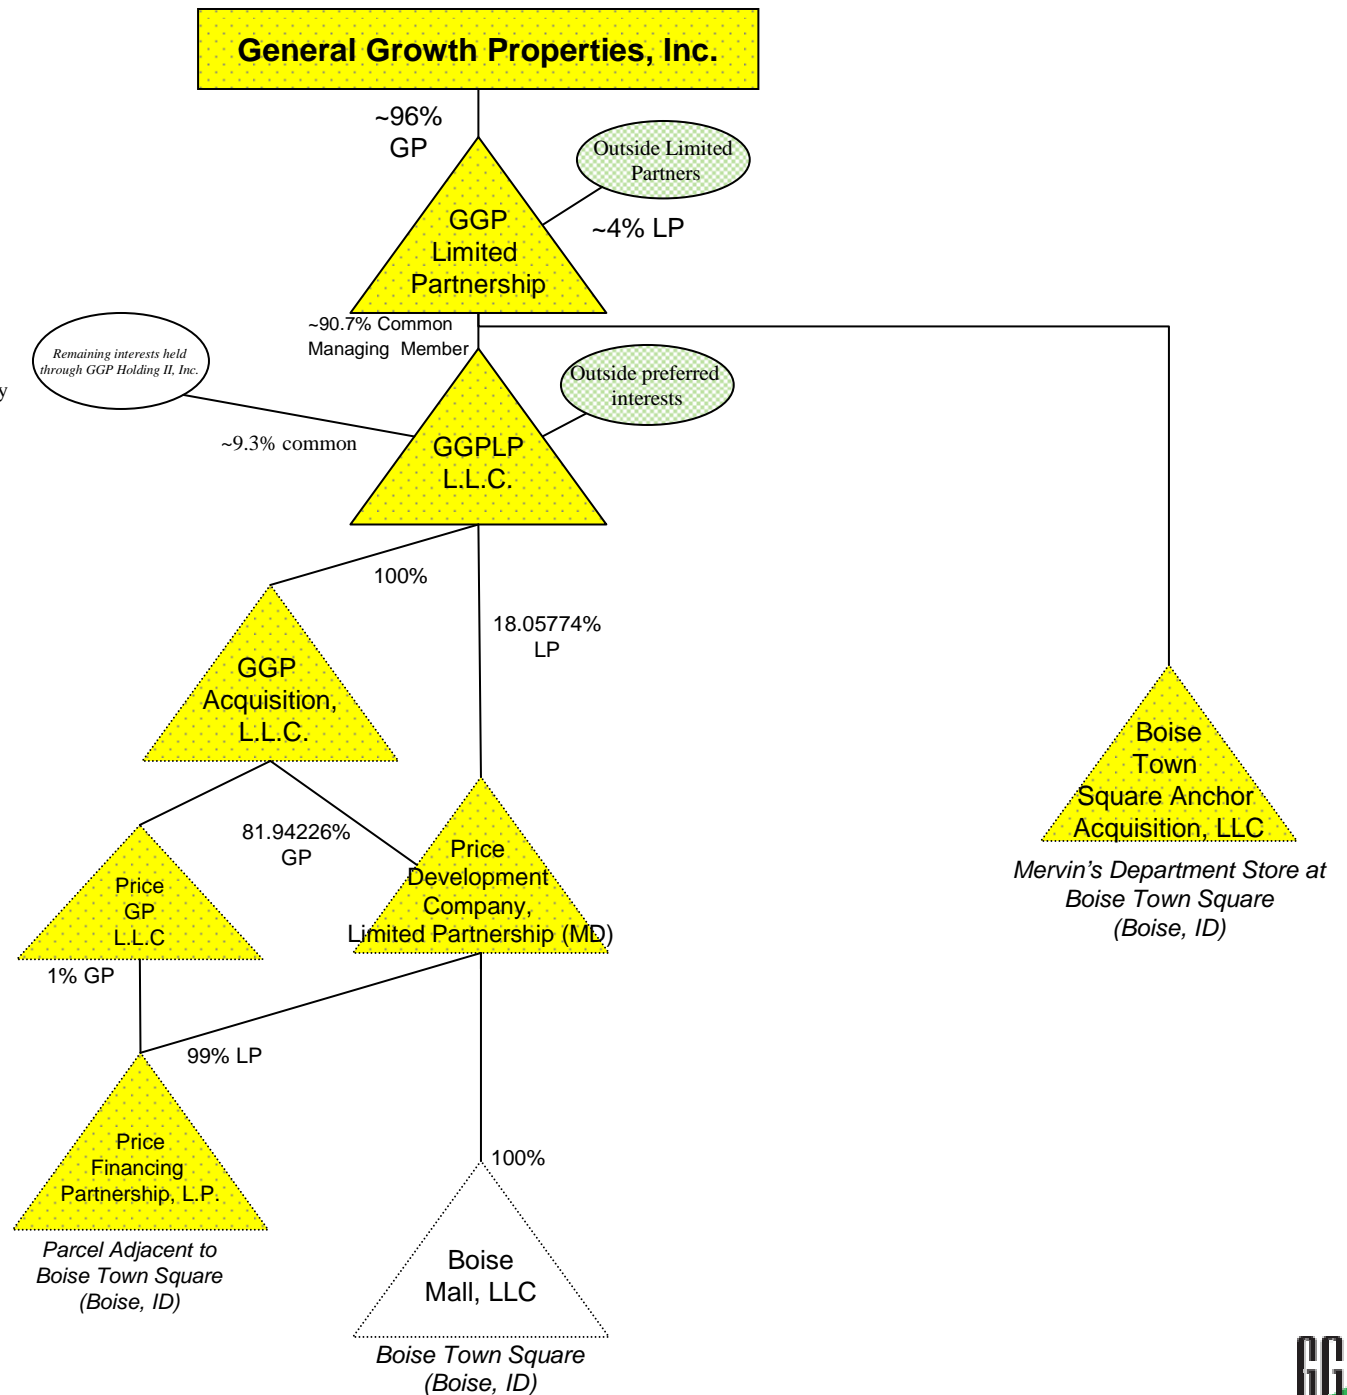 General Growth Properties, Inc.
~96%
GP
Outside Limited
Partners
GGP
Limited
Partnership
~4% LP
~90.7% Common
Managing Member
Remaining interests held
through GGP Holding II, Inc.
y
Outside preferred
interests
~9.3% common
GGPLP
L.L.C.
100%
18.05774%
LP
GGP
Acquisition,
L.L.C.
Boise
Town
Square Anchor
Acquisition, LLC
Mervin's Department Store at
Boise Town Square
(Boise, ID)
81.94226%
GP
Price
Development
Company,
Limited Partnership (MD)
Price
GP
L.L.C
1% GP
99% LP
Price
Financing
Partnership, L.P.
Parcel Adjacent to
Boise Town Square
(Boise, ID)
100%
Boise
Mall, LLC
Boise Town Square
(Boise, ID)
GG